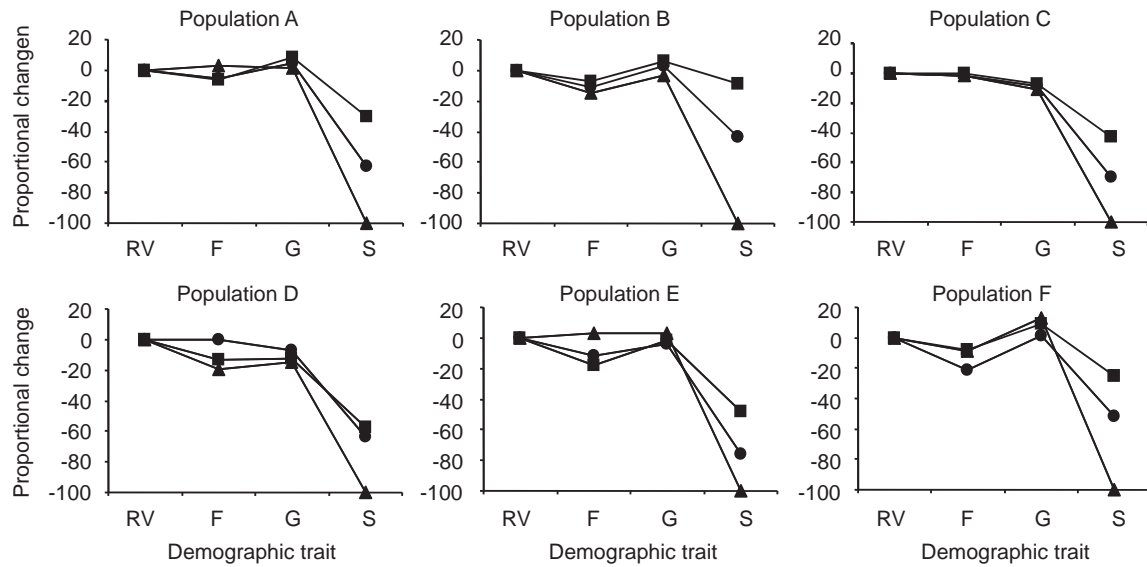 Population A Population B Population C
Proportional changen
20 20 20
0 0 0
-20 -20 -20
-40 -40 -40
-60 -60 -60
-80 -80 -80
-100 -100 -100
RV F G S RV F G S RV F G S
Population D Population E Population F
Proportional change
20 20 20
0 0 0
-20 -20 -20
-40 -40 -40
-60 -60 -60
-80 -80 -80
-100 -100 -100
RV F G S RV F G S RV F G S
Demographic trait Demographic trait Demographic trait